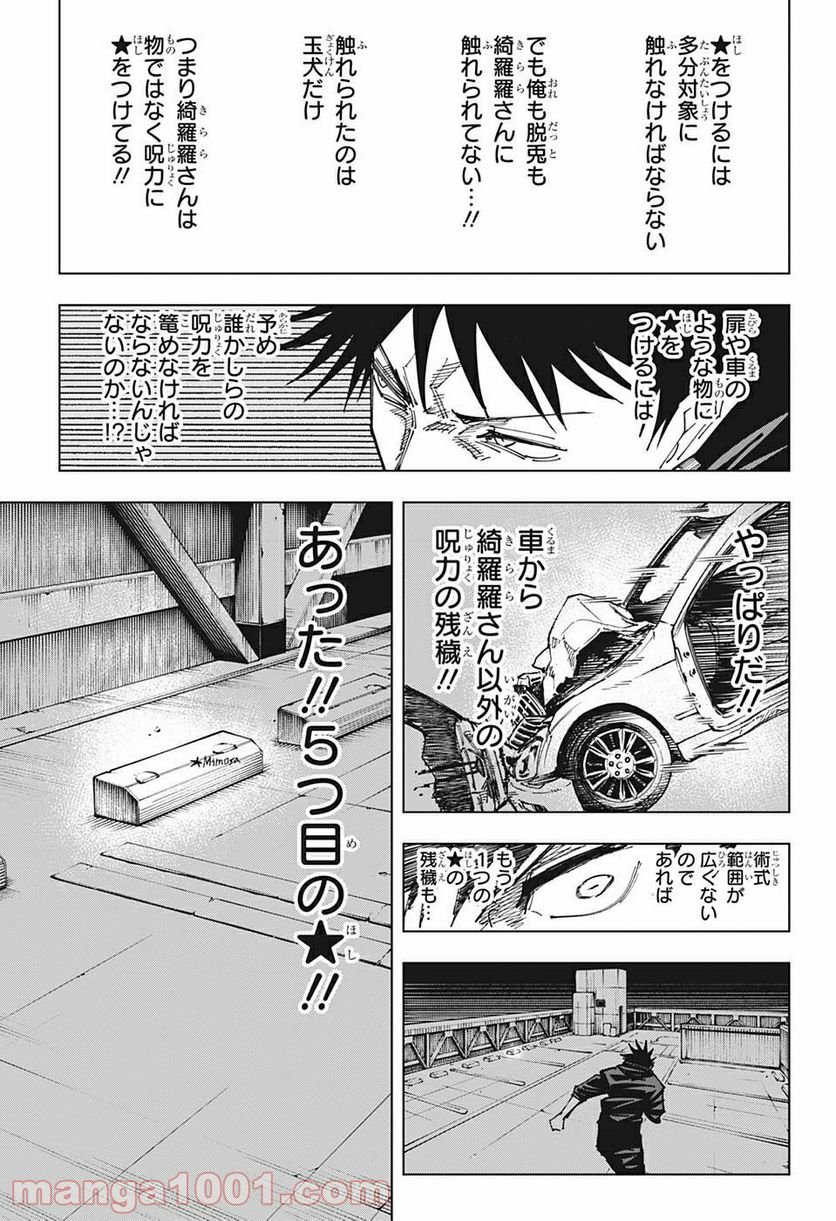 ★をつけるには
多分対象に
触れなければならない
でも俺も脱兎も
綺羅羅さんに
触れられてない…!!
触れられたのは
玉犬だけ
つまり綺羅羅さんは
物ではなく呪力に
★をつけてる!!
扉や車の
ような物に
★を
つけるには!
予め
誰かしらの
呪力を
篭めなければ
ならないんじゃ
ないのか…!?
やっぱりだ!!
車から
綺羅羅さん以外の
呪力の残穢!!
術式
範囲が
広くない
ので
あれば
もう
1つの
★の
残穢も…
あった!!5つ目の★!!
★Mimosa
manga1001.com